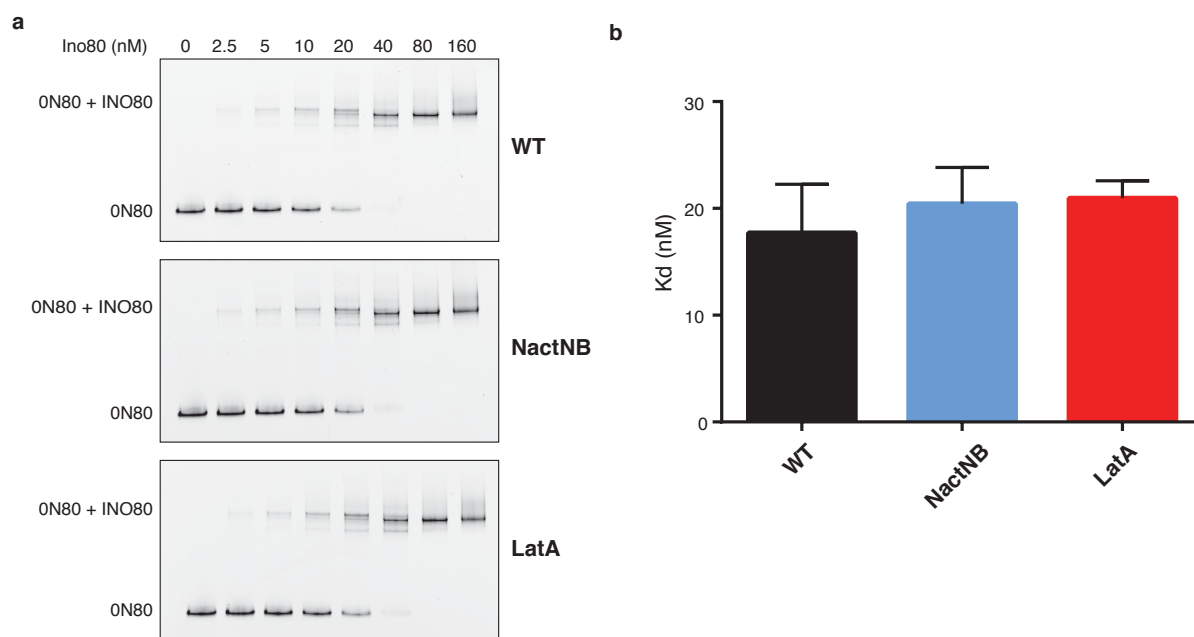 a
Ino80 (nM) 0 2.5 5 10 20 40 80 160
0N80 + INO80
WT
0N80
0N80 + INO80
NactNB
0N80
0N80 + INO80
LatA
0N80
b
30
20
10
0
Kd (nM)
WT
NactNB
LatA